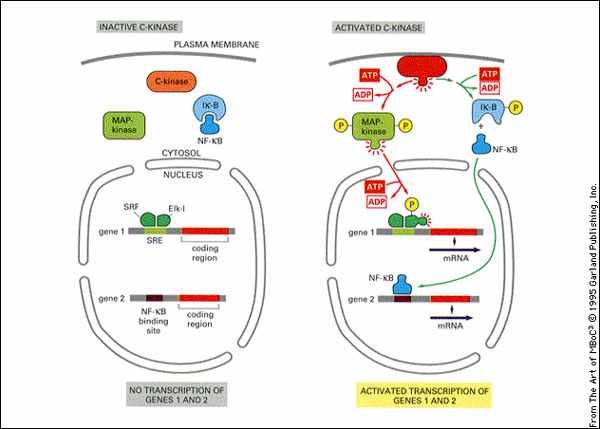 INACTIVE C-KINASE
PLASMA MEMBRANE
C-kinase
IK-B
MAP-
kinase
NF-κB
CYTOSOL
NUCLEUS
SRF
Elk-I
gene 1
SRE
coding
region
gene 2
NF-κB
binding
site
coding
region
NO TRANSCRIPTION OF
GENES 1 AND 2
ACTIVATED C-KINASE
ATP
ADP
ATP
ADP
P
MAP-
kinase
P
IK-B
P
+
NF-κB
ATP
ADP
P
gene 1
mRNA
NF-κB
gene 2
mRNA
ACTIVATED TRANSCRIPTION OF
GENES 1 AND 2
From The Art of MBoC³ © 1995 Garland Publishing, Inc.